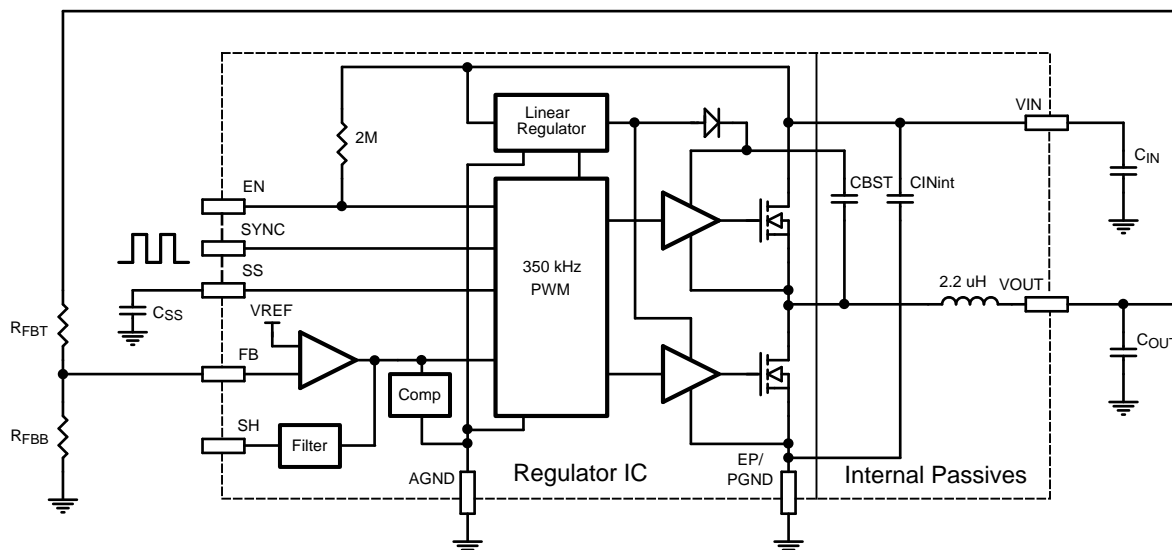 VIN
Linear
Regulator
2M
CIN
CBST
CINint
EN
SYNC
SS
350 kHz
PWM
2.2 uH
VOUT
CSS
VREF
RFBT
FB
COUT
Comp
RFBB
SH
Filter
AGND
Regulator IC
EP/
PGND
Internal Passives